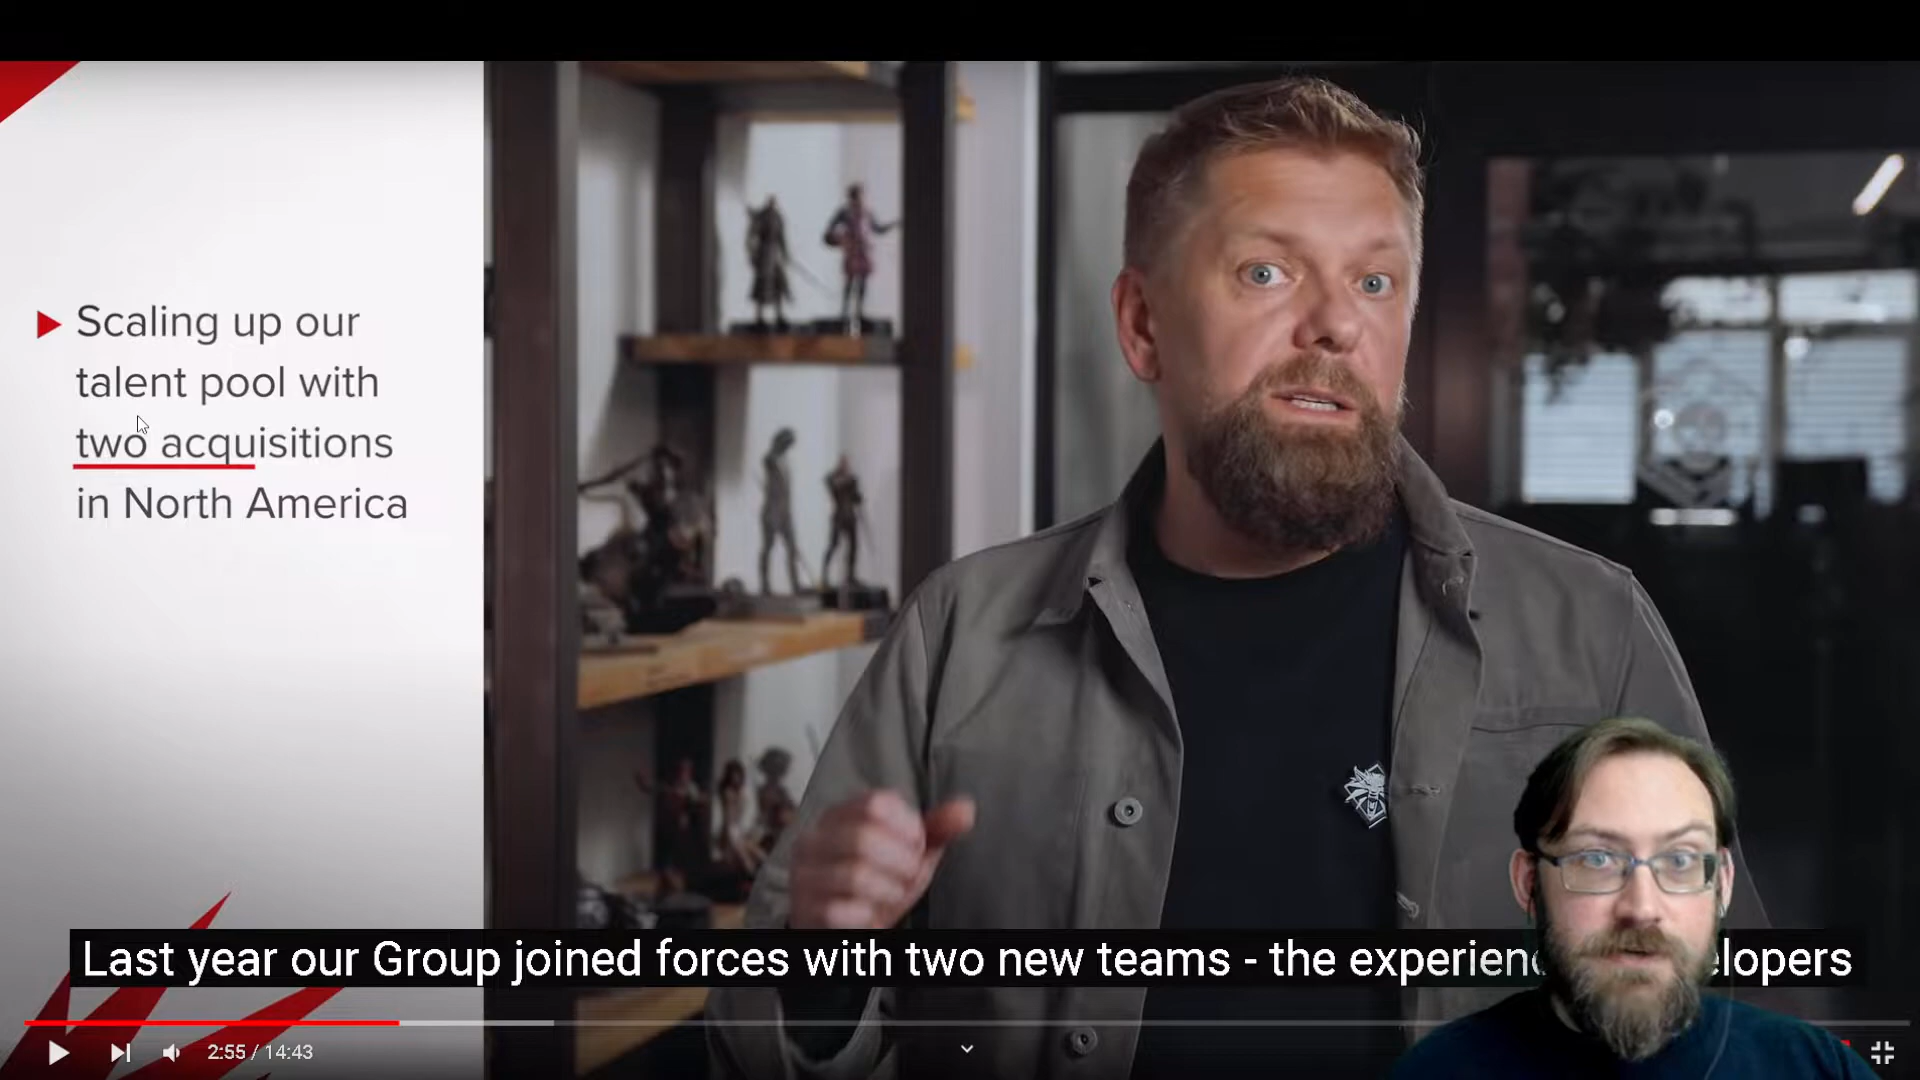 Scaling up our
talent pool with
two acquisitions
in North America
Last year our Group joined forces with two new teams - the experien elopers
2:55 / 14:43